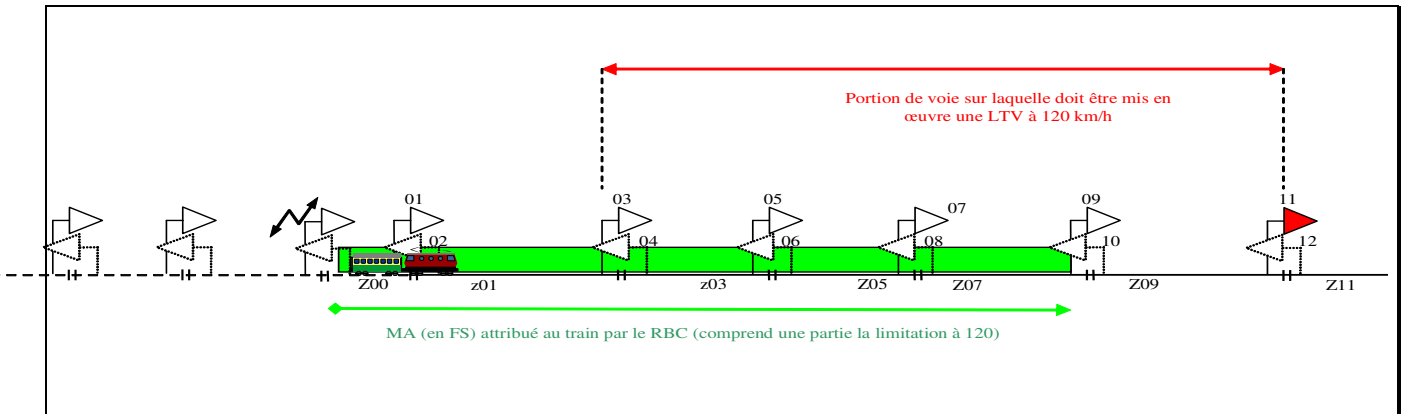 Portion de voie sur laquelle doit être mis en
œuvre une LTV à 120 km/h
01
03
05
07
09
11
02
04
06
08
10
12
Z00
z01
z03
Z05
Z07
Z09
Z11
MA (en FS) attribué au train par le RBC (comprend une partie la limitation à 120)